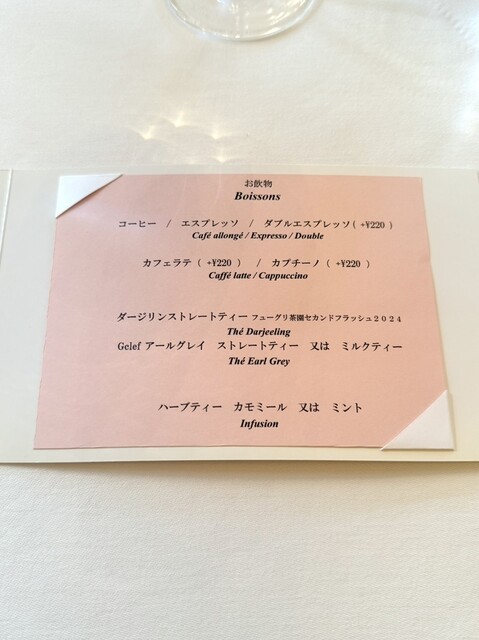 お飲物
Boissons
コーヒー / エスプレッソ / ダブルエスプレッソ( +¥220 )
Café allongé / Expresso / Double
カフェラテ ( +¥220 ) / カプチーノ ( +¥220 )
Caffé latte / Cappuccino
ダージリンストレートティー フューグリ茶園セカンドフラッシュ2024
Thé Darjeeling
Gclef アールグレイ ストレートティー 又は ミルクティー
Thé Earl Grey
ハーブティー カモミール 又は ミント
Infusion